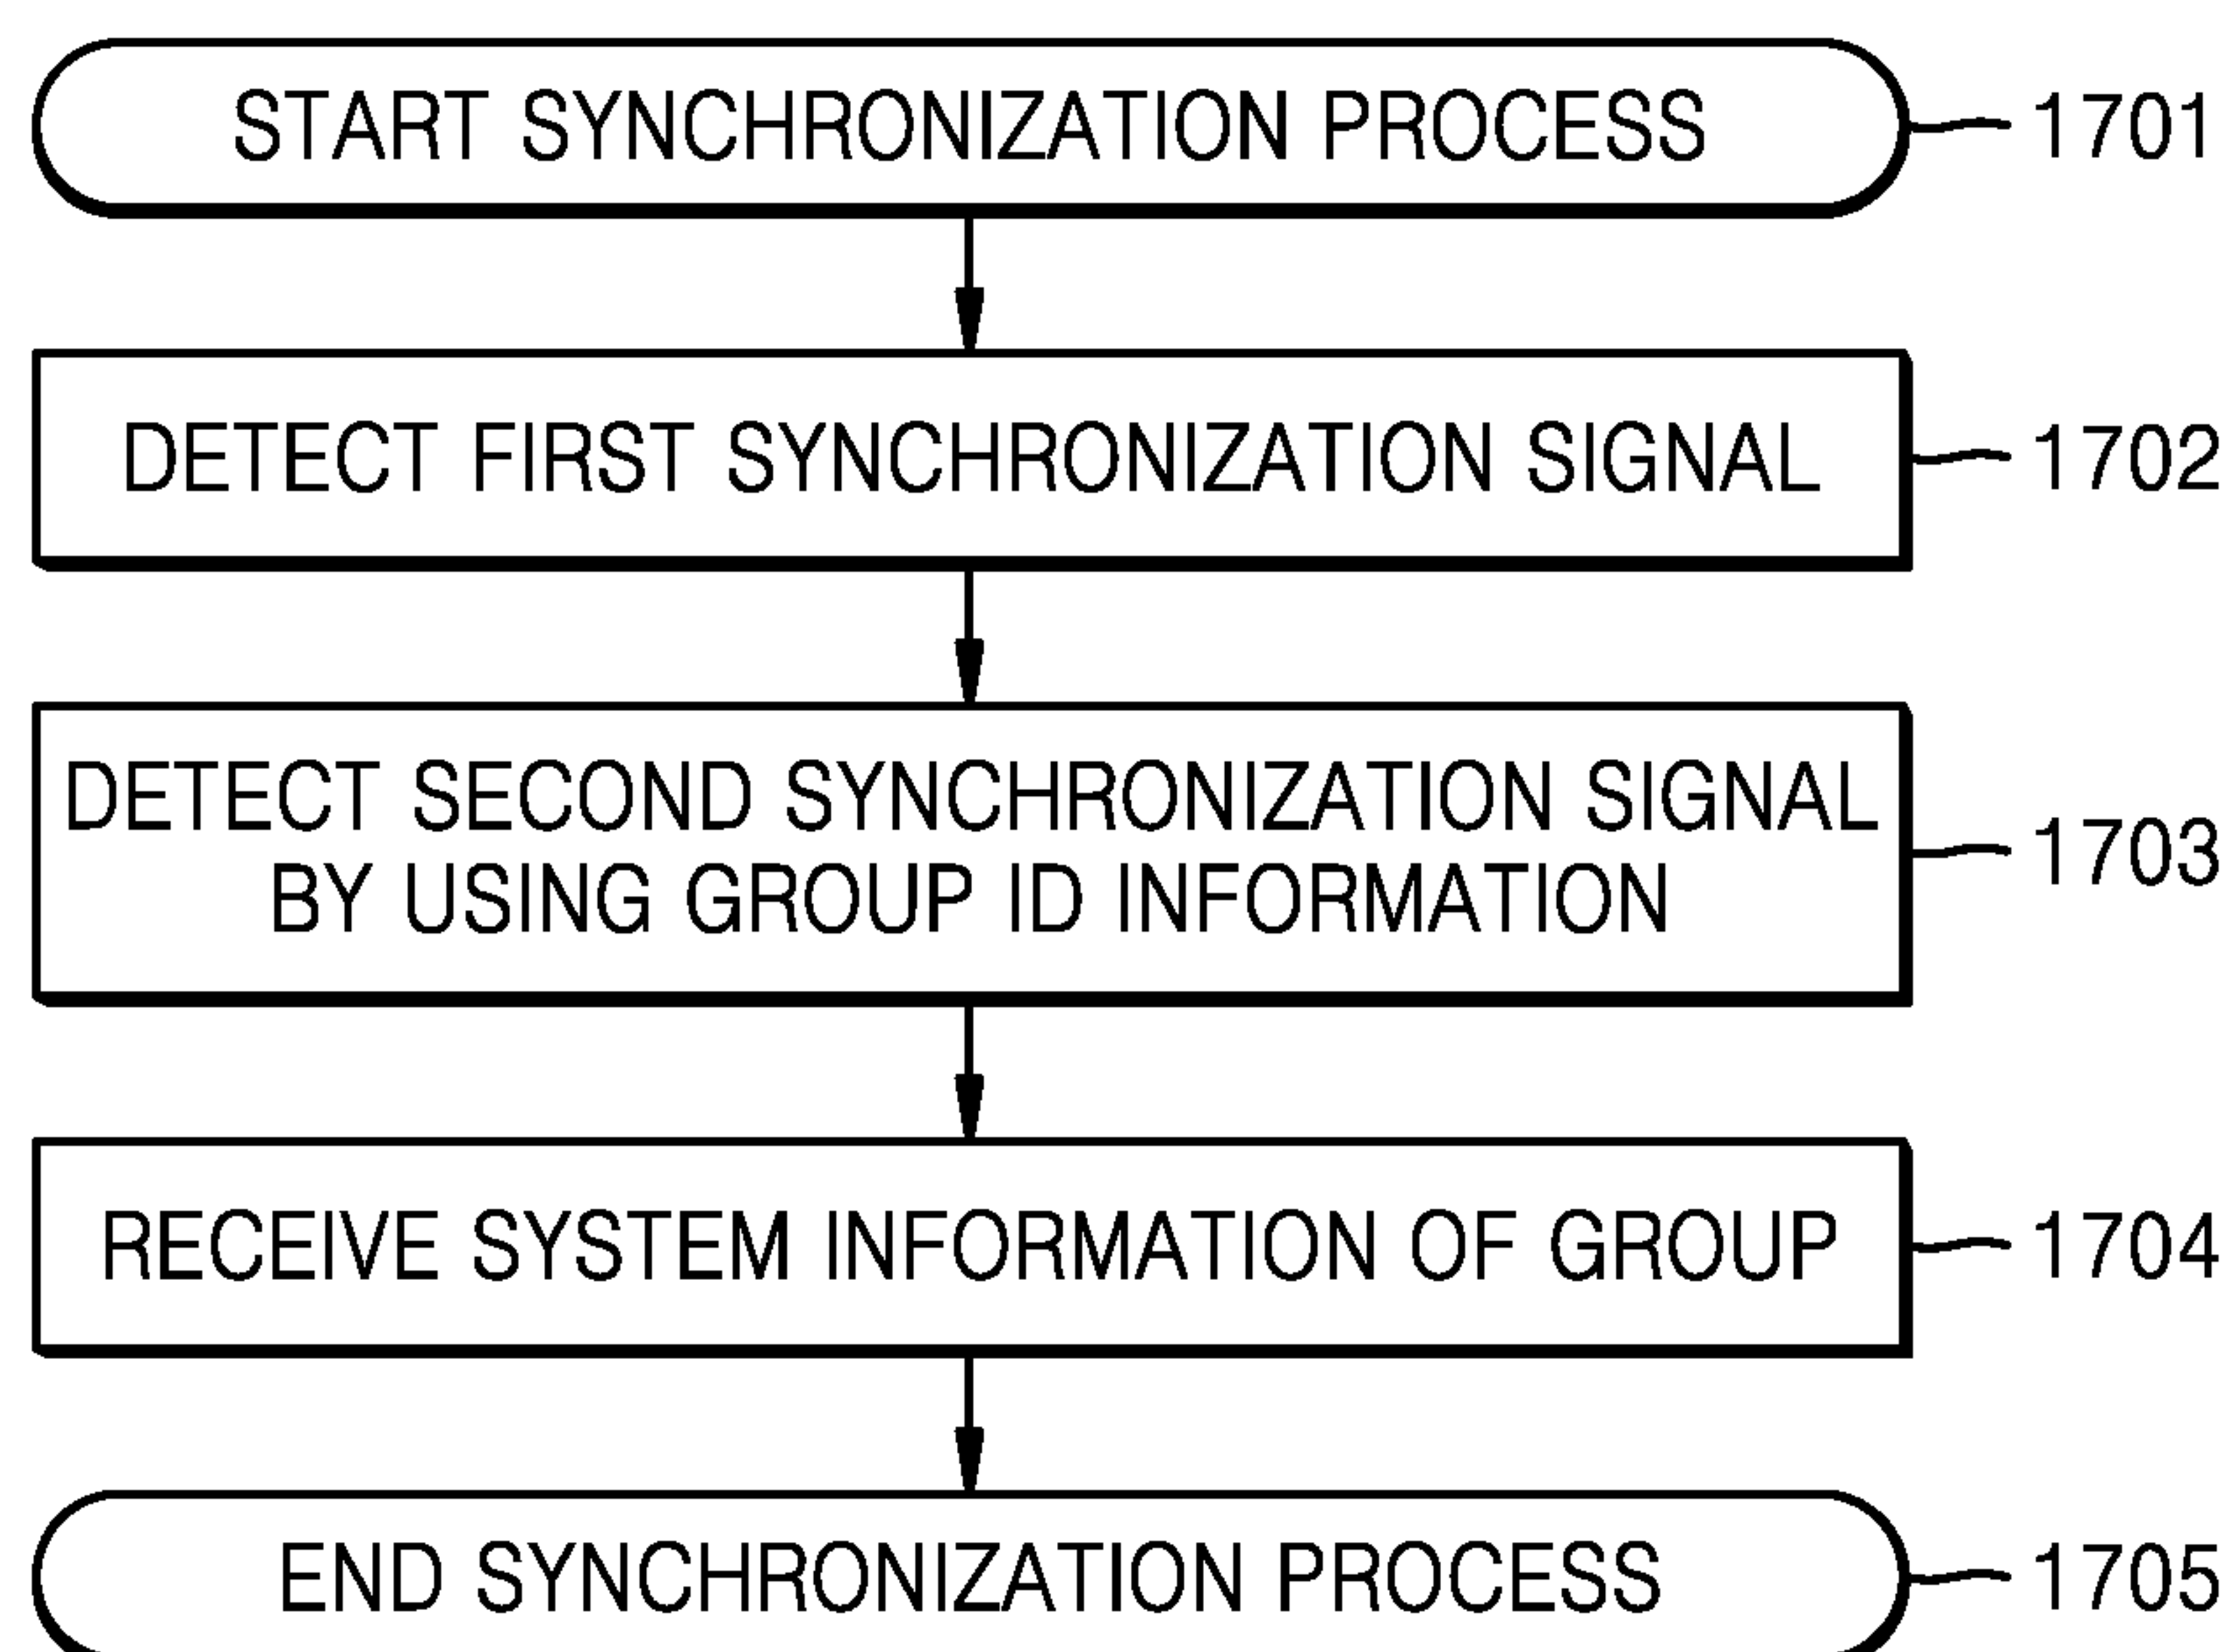 START SYNCHRONIZATION PROCESS 1701
DETECT FIRST SYNCHRONIZATION SIGNAL 1702
DETECT SECOND SYNCHRONIZATION SIGNAL
BY USING GROUP ID INFORMATION 1703
RECEIVE SYSTEM INFORMATION OF GROUP 1704
END SYNCHRONIZATION PROCESS 1705